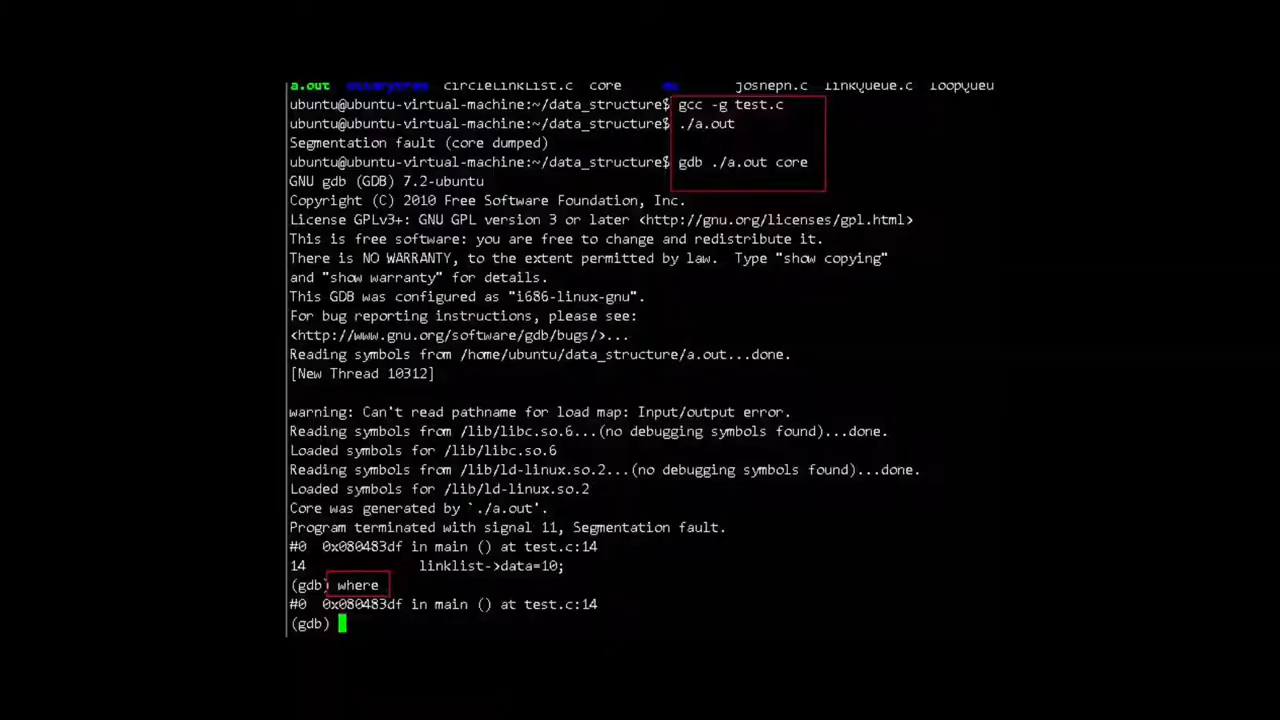 a.out circleLinkList.c core josnepn.c linkQueue.c loopQueu
ubuntu@ubuntu-virtual-machine:~/data_structure$ gcc -g test.c
ubuntu@ubuntu-virtual-machine:~/data_structure$ ./a.out
Segmentation fault (core dumped)
ubuntu@ubuntu-virtual-machine:~/data_structure$ gdb ./a.out core
GNU gdb (GDB) 7.2-ubuntu
Copyright (C) 2010 Free Software Foundation, Inc.
License GPLv3+: GNU GPL version 3 or later <http://gnu.org/licenses/gpl.html>
This is free software: you are free to change and redistribute it.
There is NO WARRANTY, to the extent permitted by law.  Type "show copying"
and "show warranty" for details.
This GDB was configured as "i686-linux-gnu".
For bug reporting instructions, please see:
<http://www.gnu.org/software/gdb/bugs/>...
Reading symbols from /home/ubuntu/data_structure/a.out...done.
[New Thread 10312]
warning: Can't read pathname for load map: Input/output error.
Reading symbols from /lib/libc.so.6...(no debugging symbols found)...done.
Loaded symbols for /lib/libc.so.6
Reading symbols from /lib/ld-linux.so.2...(no debugging symbols found)...done.
Loaded symbols for /lib/ld-linux.so.2
Core was generated by `./a.out'.
Program terminated with signal 11, Segmentation fault.
#0  0x080483df in main () at test.c:14
14              linklist->data=10;
(gdb) where
#0  0x080483df in main () at test.c:14
(gdb)